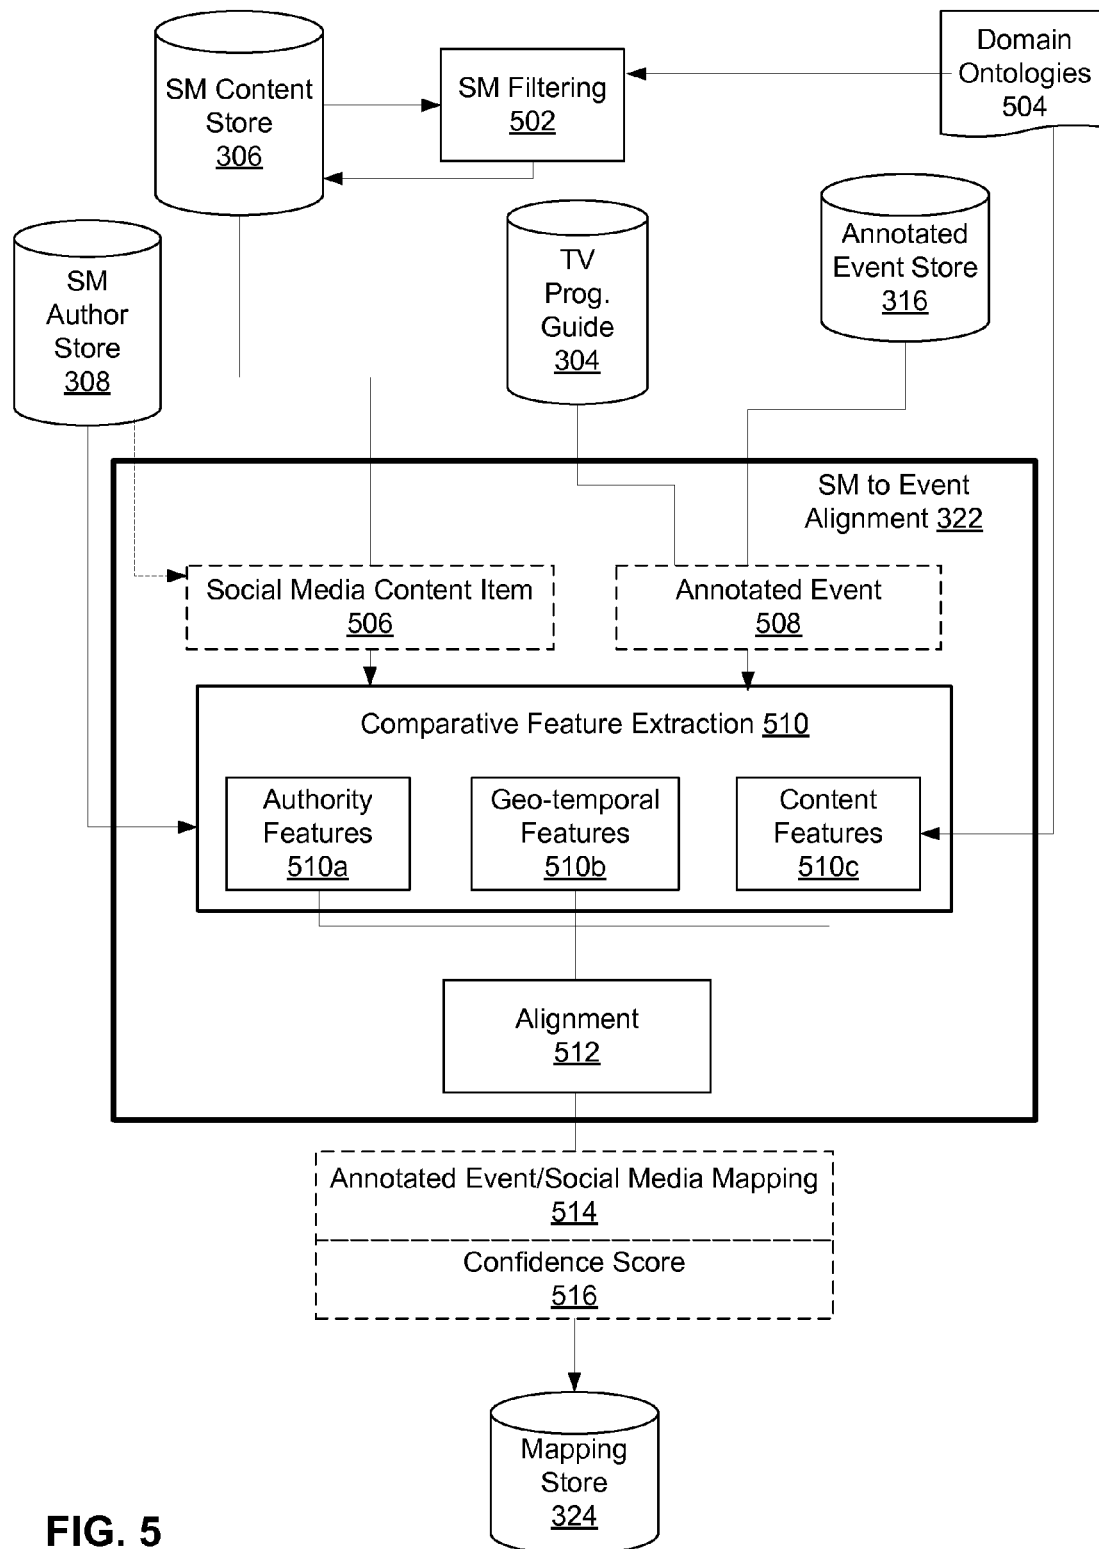 SM Content
Store
306
SM Filtering
502
Domain
Ontologies
504
SM
Author
Store
308
TV
Prog.
Guide
304
Annotated
Event Store
316
SM to Event
Alignment 322
Social Media Content Item
506
Annotated Event
508
Comparative Feature Extraction 510
Authority
Features
510a
Geo-temporal
Features
510b
Content
Features
510c
Alignment
512
Annotated Event/Social Media Mapping
514
Confidence Score
516
Mapping
Store
324
FIG. 5